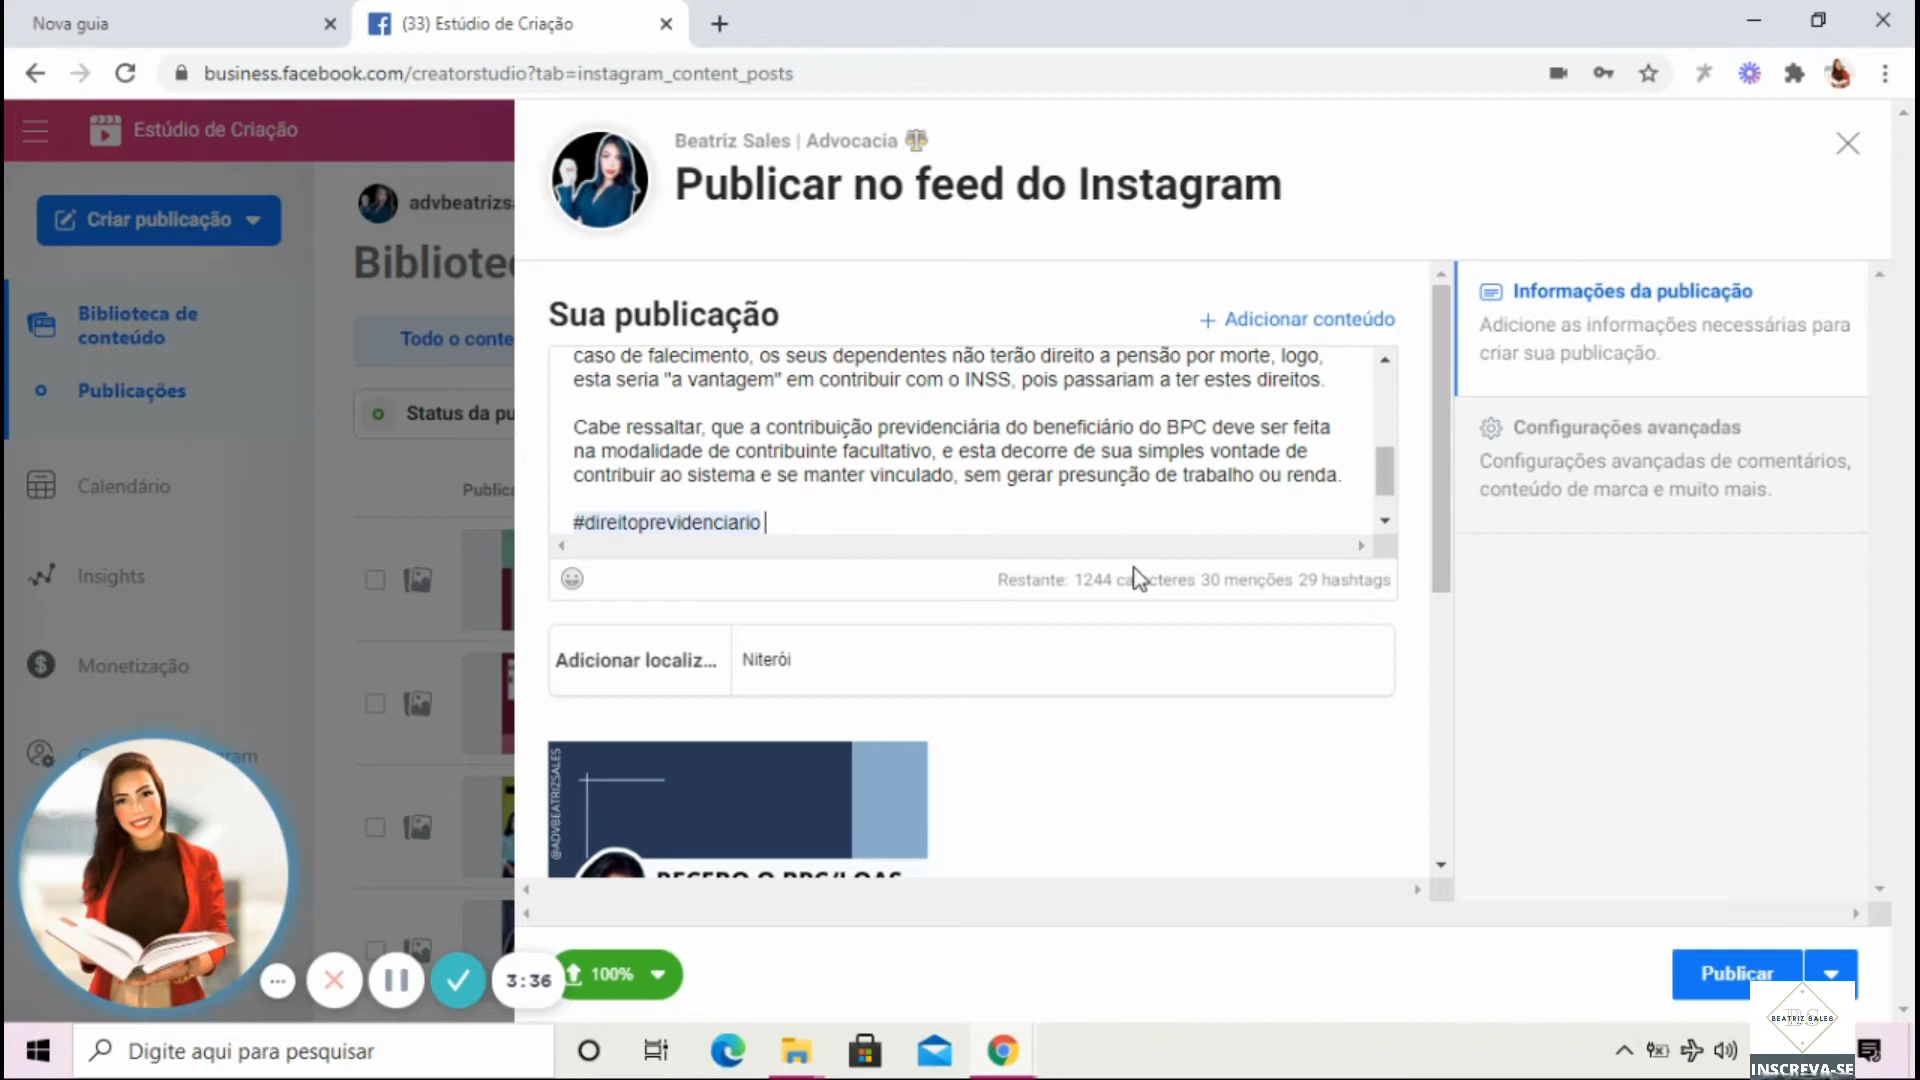 Nova guia
(33) Estúdio de Criação
business.facebook.com/creatorstudio?tab=instagram_content_posts
Estúdio de Criação
Beatriz Sales | Advocacia
Publicar no feed do Instagram
Criar publicação
advbeatrizs
Bibliote
Biblioteca de
conteúdo
Publicações
Todo o conte
Status da pu
Calendário
Publica
Insights
Monetização
Sua publicação
+ Adicionar conteúdo
caso de falecimento, os seus dependentes não terão direito a pensão por morte, logo,
esta seria "a vantagem" em contribuir com o INSS, pois passariam a ter estes direitos.
Cabe ressaltar, que a contribuição previdenciária do beneficiário do BPC deve ser feita
na modalidade de contribuinte facultativo, e esta decorre de sua simples vontade de
contribuir ao sistema e se manter vinculado, sem gerar presunção de trabalho ou renda.
#direitoprevidenciario
Restante: 1244 caracteres 30 menções 29 hashtags
Adicionar localiz...
Niterói
@ADVBEATRIZSALES
RECEBO O BPC/LOAS
Informações da publicação
Adicione as informações necessárias para
criar sua publicação.
Configurações avançadas
Configurações avançadas de comentários,
conteúdo de marca e muito mais.
3:36
100%
Publicar
BEATRIZ SALES
INSCREVA-SE
Digite aqui para pesquisar